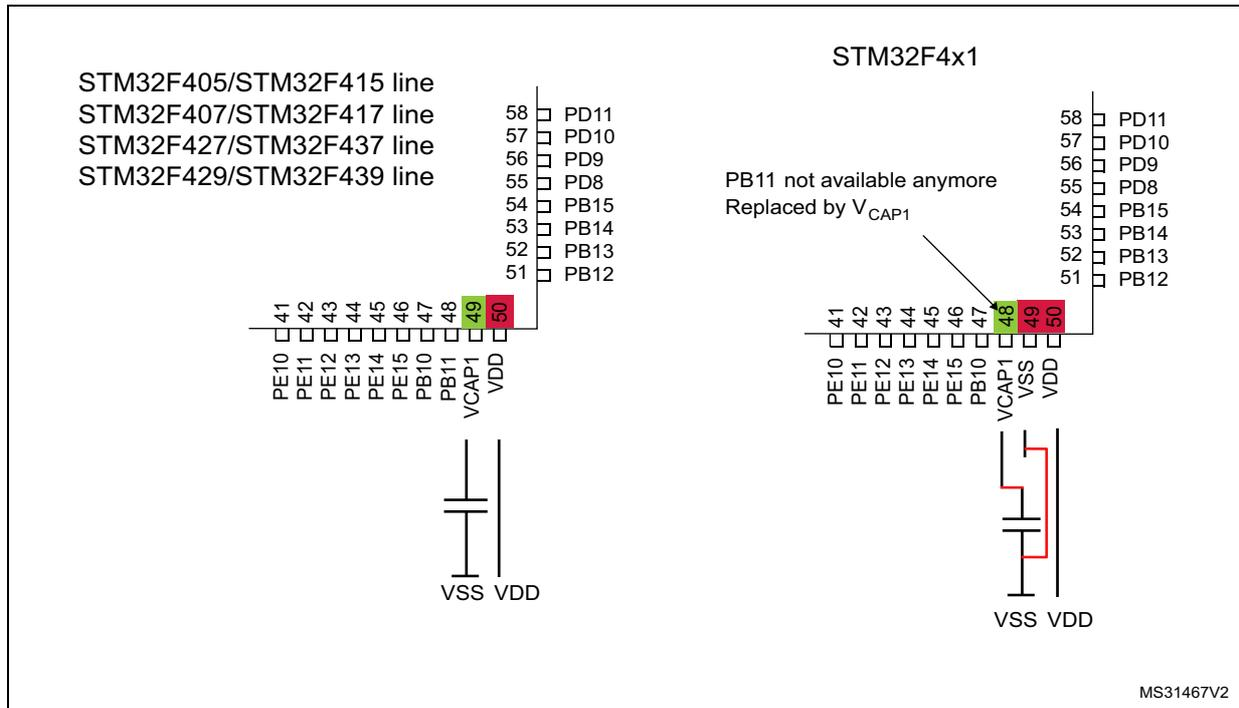 STM32F405/STM32F415 line
STM32F407/STM32F417 line
STM32F427/STM32F437 line
STM32F429/STM32F439 line
58 PD11
57 PD10
56 PD9
55 PD8
54 PB15
53 PB14
52 PB13
51 PB12
41 42 43 44 45 46 47 48 49 50
PE10 PE11 PE12 PE13 PE14 PE15 PB10 PB11 VCAP1 VDD
VSS VDD
STM32F4x1
58 PD11
57 PD10
56 PD9
55 PD8
54 PB15
53 PB14
52 PB13
51 PB12
PB11 not available anymore
Replaced by VCAP1
41 42 43 44 45 46 47 48 49 50
PE10 PE11 PE12 PE13 PE14 PE15 PB10 VCAP1 VSS VDD
VSS VDD
MS31467V2